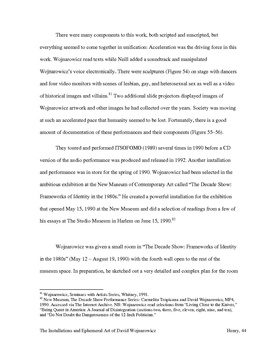 There were many components to this work, both scripted and unscripted, but
everything seemed to come together in unification: Acceleration was the driving force in this
work. Wojnarowicz read texts while Neill added a soundtrack and manipulated
Wojnarowicz's voice electronically. There were sculptures (Figure 54) on stage with dancers
and four video monitors with scenes of lesbian, gay, and heterosexual sex as well as a video
of historical images and villains.81 Two additional slide projectors displayed images of
Wojnarowicz artwork and other images he had collected over the years. Society was moving
at such an accelerated pace that humanity seemed to be lost. Fortunately, there is a good
amount of documentation of these performances and their components (Figure 55-56).
They toured and performed ITSOFOMO (1989) several times in 1990 before a CD
version of the audio performance was produced and released in 1992. Another installation
and performance was in store for the spring of 1990. Wojnarowicz had been selected in the
ambitious exhibition at the New Museum of Contemporary Art called "The Decade Show:
Frameworks of Identity in the 1980s." He created a powerful installation for the exhibition
that opened May 15, 1990 at the New Museum and did a selection of readings from a few of
his essays at The Studio Museum in Harlem on June 15, 1990.82
Wojnarowicz was given a small room in "The Decade Show: Frameworks of Identity
in the 1980s" (May 12 – August 19, 1990) with the fourth wall open to the rest of the
museum space. In preparation, he sketched out a very detailed and complex plan for the room
81 Wojnarowicz, Seminars with Artists Series, Whitney, 1991.
82 New Museum, The Decade Show Performance Series: Carmelita Tropicana and David Wojnarowicz, MP4,
1990. Accessed via The Internet Archive. NB: Wojnarowicz read selections from "Living Close to the Knives,"
"Being Queer in America: A Journal of Disintegration (sections two, three, five, eleven, eight, nine, and ten),
and "Do Not Doubt the Dangerousness of the 12-Inch Politician."
The Installations and Ephemeral Art of David Wojnarowicz
Henry, 44